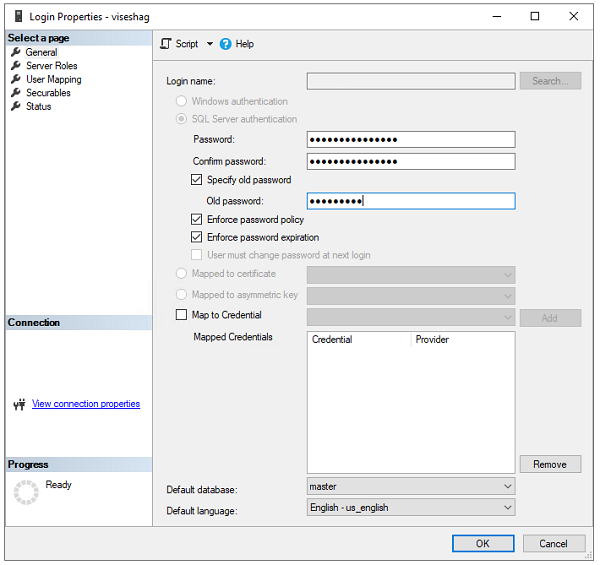 Login Properties - viseshag
Select a page
General
Server Roles
User Mapping
Securables
Status
Script
Help
Login name:
Search...
Windows authentication
SQL Server authentication
Password:
●●●●●●●●●●●●●●●
Confirm password:
●●●●●●●●●●●●●●●
Specify old password
Old password:
●●●●●●●●●
Enforce password policy
Enforce password expiration
User must change password at next login
Mapped to certificate
Mapped to asymmetric key
Map to Credential
Add
Mapped Credentials
Credential Provider
Remove
Default database: master
Default language: English - us_english
Connection
View connection properties
Progress
Ready
OK Cancel